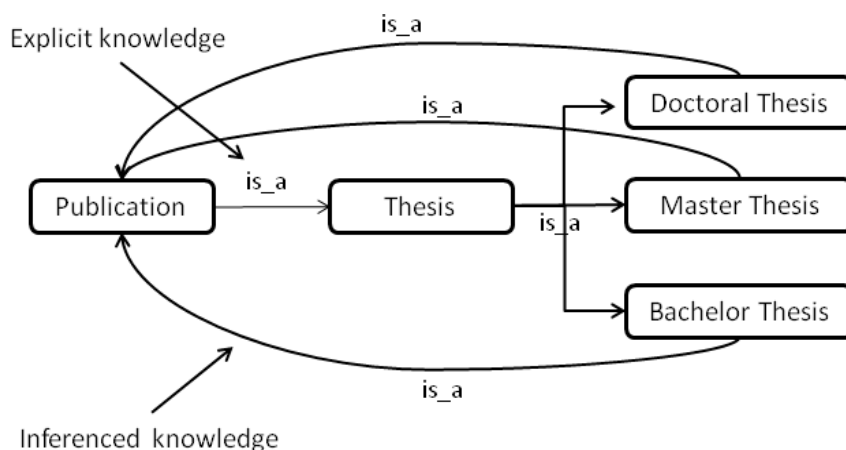 is_a
Explicit knowledge
Doctoral Thesis
is_a
is_a
Publication
Thesis
Master Thesis
is_a
Bachelor Thesis
is_a
Inferenced knowledge